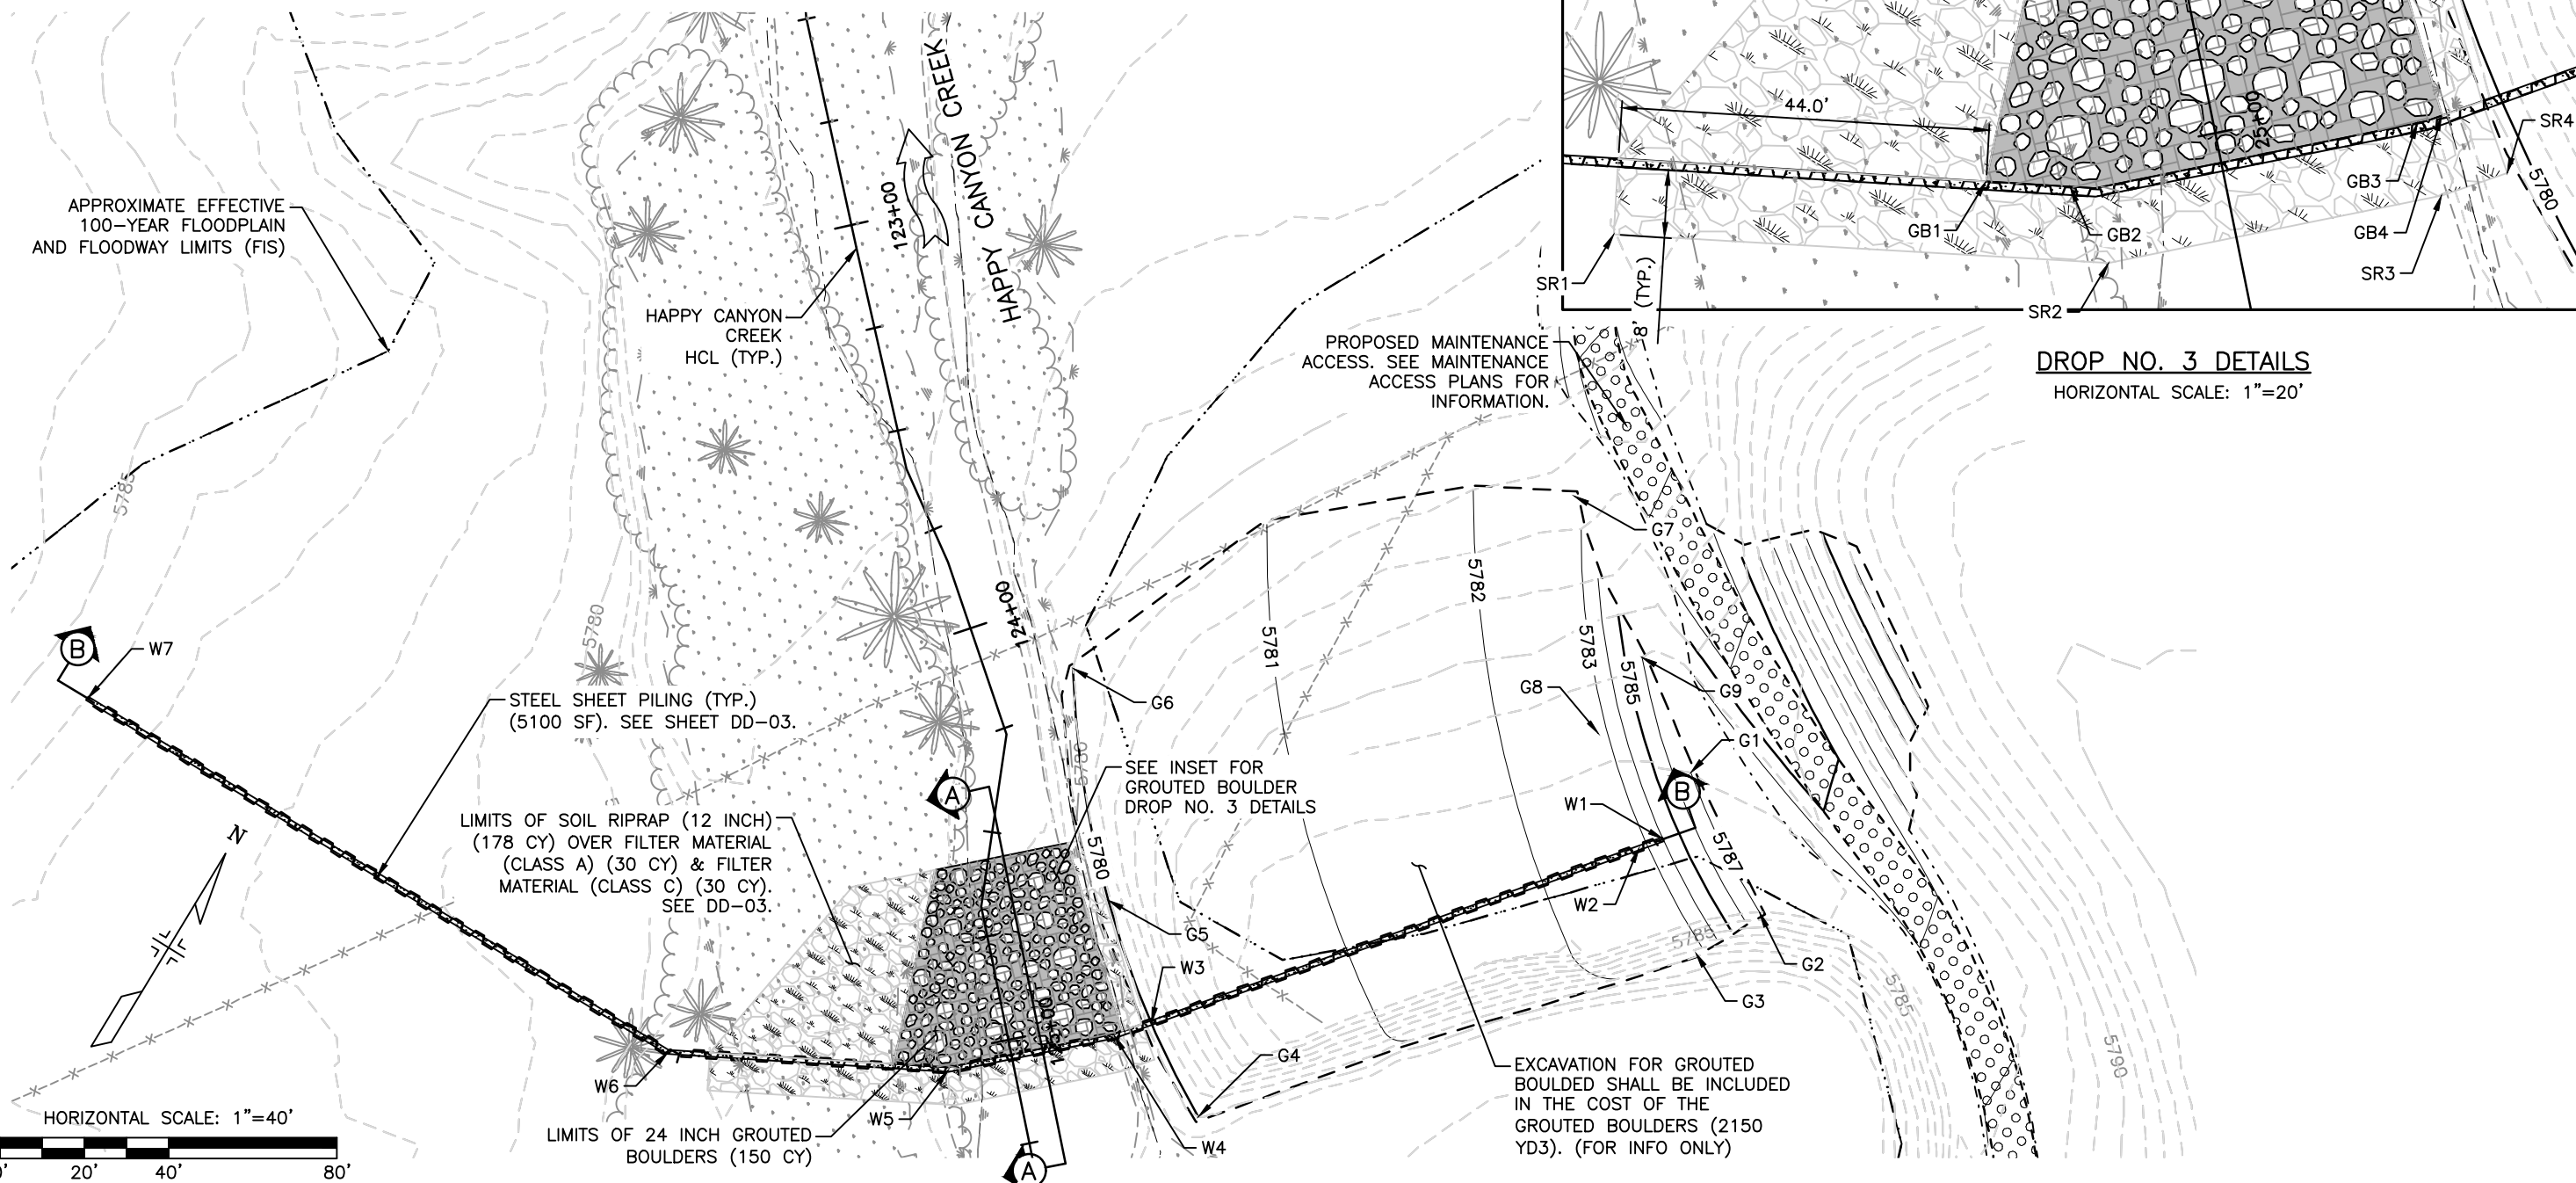 APPROXIMATE EFFECTIVE
100-YEAR FLOODPLAIN
AND FLOODWAY LIMITS (FIS)
HAPPY CANYON
CREEK
HCL (TYP.)
123+00
HAPPY CANYON CREEK
44.0'
25+00
SR4
5780
GB3
GB1
GB2
GB4
SR3
SR1
SR2
8' (TYP.)
DROP NO. 3 DETAILS
HORIZONTAL SCALE: 1"=20'
PROPOSED MAINTENANCE
ACCESS. SEE MAINTENANCE
ACCESS PLANS FOR
INFORMATION.
5785
5780
24+00
G7
5782
5781
5783
5785
G8
G9
G6
G1
B
W7
STEEL SHEET PILING (TYP.)
(5100 SF). SEE SHEET DD-03.
5780
SEE INSET FOR
GROUTED BOULDER
DROP NO. 3 DETAILS
A
B
W1
LIMITS OF SOIL RIPRAP (12 INCH)
(178 CY) OVER FILTER MATERIAL
(CLASS A) (30 CY) & FILTER
MATERIAL (CLASS C) (30 CY).
SEE DD-03.
N
5780
5787
W2
G5
5785
G2
W3
G3
5785
5790
G4
W6
W5
W4
EXCAVATION FOR GROUTED
BOULDED SHALL BE INCLUDED
IN THE COST OF THE
GROUTED BOULDERS (2150
YD3). (FOR INFO ONLY)
LIMITS OF 24 INCH GROUTED
BOULDERS (150 CY)
A
HORIZONTAL SCALE: 1"=40'
20'
40'
80'